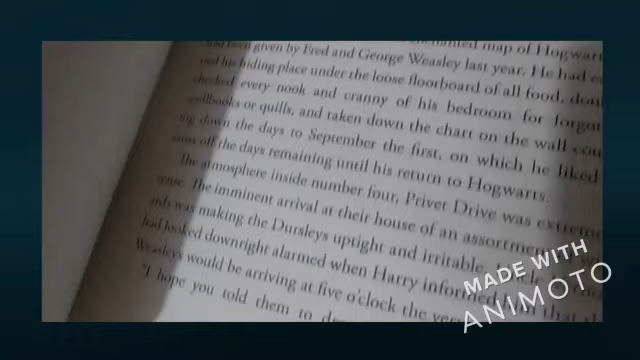 enchanted map of Hogwarts
been given by Fred and George Weasley last year. He had
his hiding place under the loose floorboard of all food,
checked every nook and cranny of his bedroom for
spellbooks or quills, and taken down the chart on the wall
down the days to September the first, on which he liked
off the days remaining until his return to Hogwarts.
The atmosphere inside number four, Privet Drive was
The imminent arrival at their house of an
was making the Dursleys uptight and irritable.
had looked downright alarmed when Harry informed
Weasleys would be arriving at five o'clock the
"I hope you told them to
MADE WITH
ANIMOTO